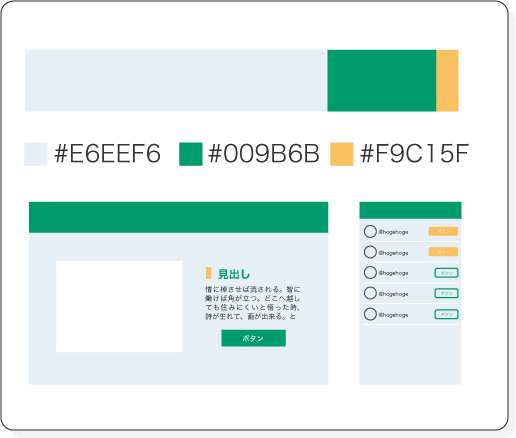 #E6EEF6 #009B6B #F9C15F
見出し
情に棹させば流される。智に
働けば角が立つ。どこへ越し
ても住みにくいと悟った時、
詩が生れて、画が出来る。と
ボタン
@hogehoge ボタン
@hogehoge ボタン
@hogehoge ボタン
@hogehoge ボタン
@hogehoge ボタン